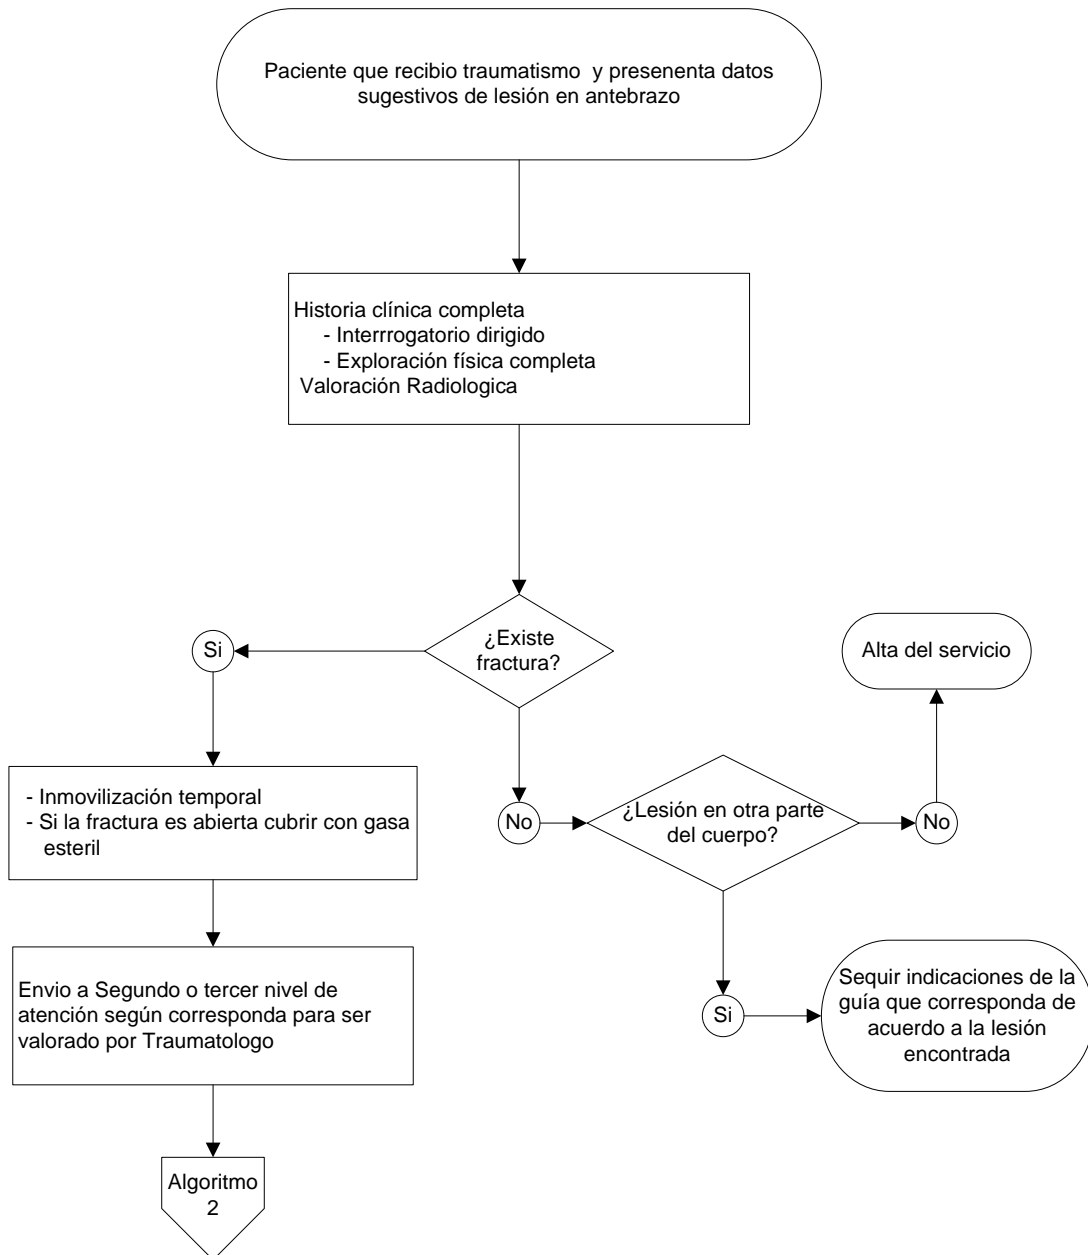 Paciente que recibio traumatismo y presenenta datos
sugestivos de lesión en antebrazo
Historia clínica completa
- Interrrogatorio dirigido
- Exploración física completa
Valoración Radiologica
¿Existe
fractura?
Si
Alta del servicio
- Inmovilización temporal
- Si la fractura es abierta cubrir con gasa
esteril
No
¿Lesión en otra parte
del cuerpo?
No
Envio a Segundo o tercer nivel de
atención según corresponda para ser
valorado por Traumatologo
Si
Sequir indicaciones de la
guía que corresponda de
acuerdo a la lesión
encontrada
Algoritmo
2